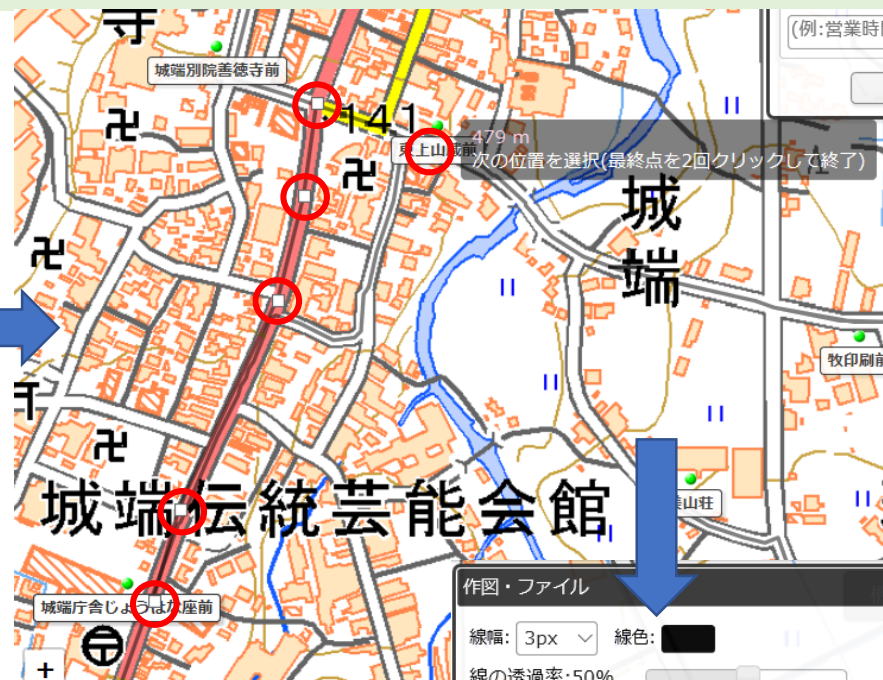 寺
(例:営業時
城端別院善徳寺前
141
479 m
次の位置を選択(最終点を2回クリックして終了)
東上山蔵前
城端
牧印刷前
城端伝統芸能会館
山荘
城端庁舎じょうはな座前
作図・ファイル
線幅: 3px 線色:
線の透過率:50%
+